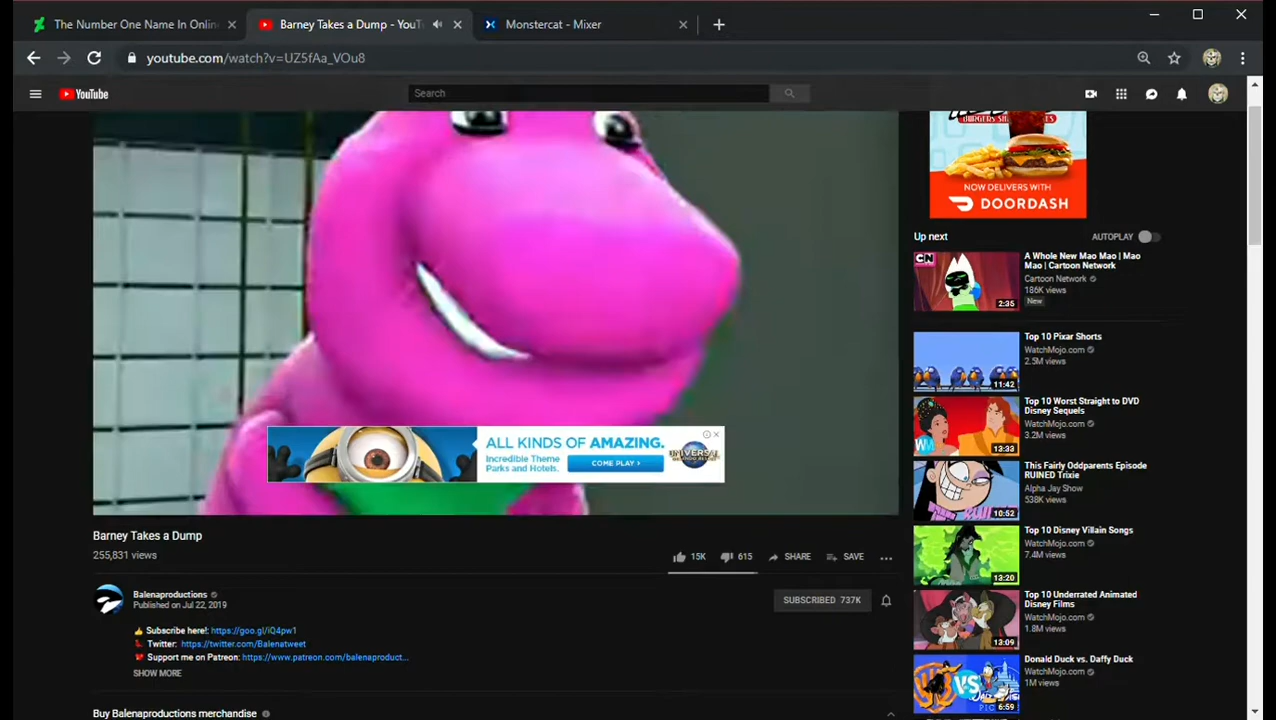 The Number One Name In Onlin
Barney Takes a Dump - YouT
Monstercat - Mixer
youtube.com/watch?v=UZ5fAa_VOu8
YouTube
Search
BURGERS
NOW DELIVERS WITH
DOORDASH
Up next
AUTOPLAY
CN
2:35
A Whole New Mao Mao | Mao
Mao | Cartoon Network
Cartoon Network
186K views
New
11:42
Top 10 Pixar Shorts
WatchMojo.com
2.5M views
13:33
Top 10 Worst Straight to DVD
Disney Sequels
WatchMojo.com
3.2M views
10:52
This Fairly Oddparents Episode
RUINED Trixie
Alpha Jay Show
538K views
13:20
Top 10 Disney Villain Songs
WatchMojo.com
7.4M views
13:09
Top 10 Underrated Animated
Disney Films
WatchMojo.com
1.8M views
VS
6:59
Donald Duck vs. Daffy Duck
WatchMojo.com
1M views
ALL KINDS OF AMAZING.
Incredible Theme
Parks and Hotels.
COME PLAY >
UNIVERSAL
Barney Takes a Dump
255,831 views
15K
615
SHARE
SAVE
Balenaproductions
Published on Jul 22, 2019
SUBSCRIBED 737K
Subscribe here!: https://goo.gl/iQ4pw1
Twitter: https://twitter.com/Balenatweet
Support me on Patreon: https://www.patreon.com/balenaproduct...
SHOW MORE
Buy Balenaproductions merchandise